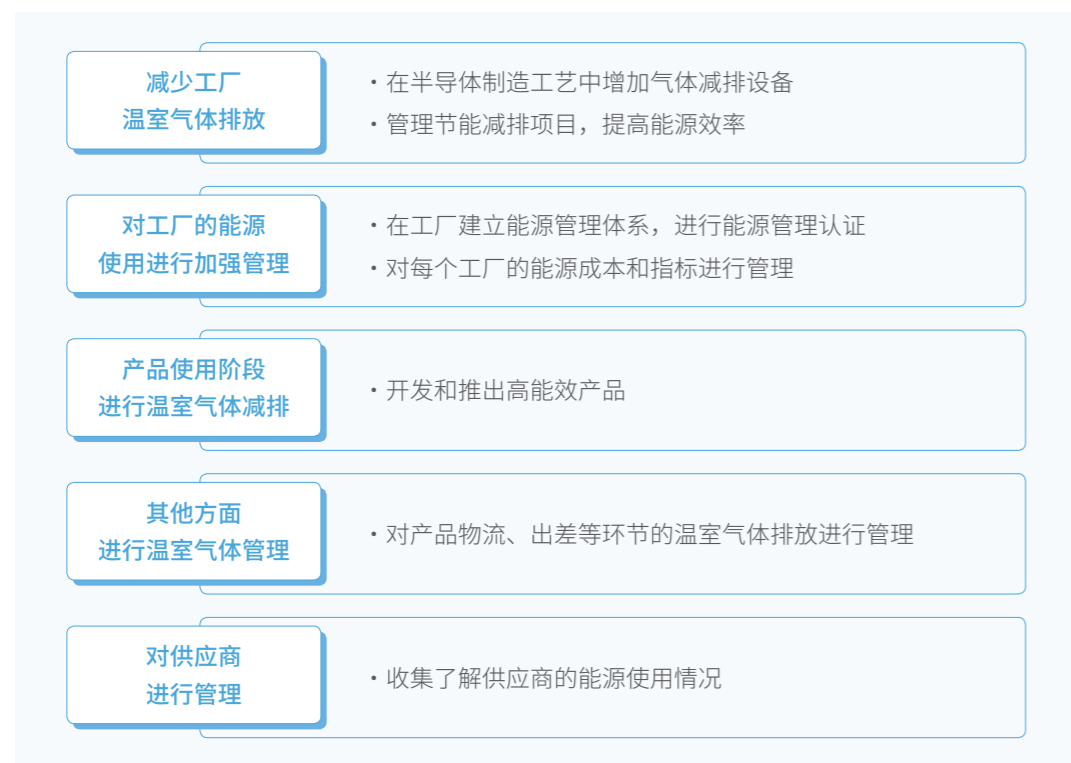 减少工厂
温室气体排放
・在半导体制造工艺中增加气体减排设备
・管理节能减排项目，提高能源效率
对工厂的能源
使用进行加强管理
・在工厂建立能源管理体系，进行能源管理认证
・对每个工厂的能源成本和指标进行管理
产品使用阶段
进行温室气体减排
・开发和推出高能效产品
其他方面
进行温室气体管理
・对产品物流、出差等环节的温室气体排放进行管理
对供应商
进行管理
・收集了解供应商的能源使用情况